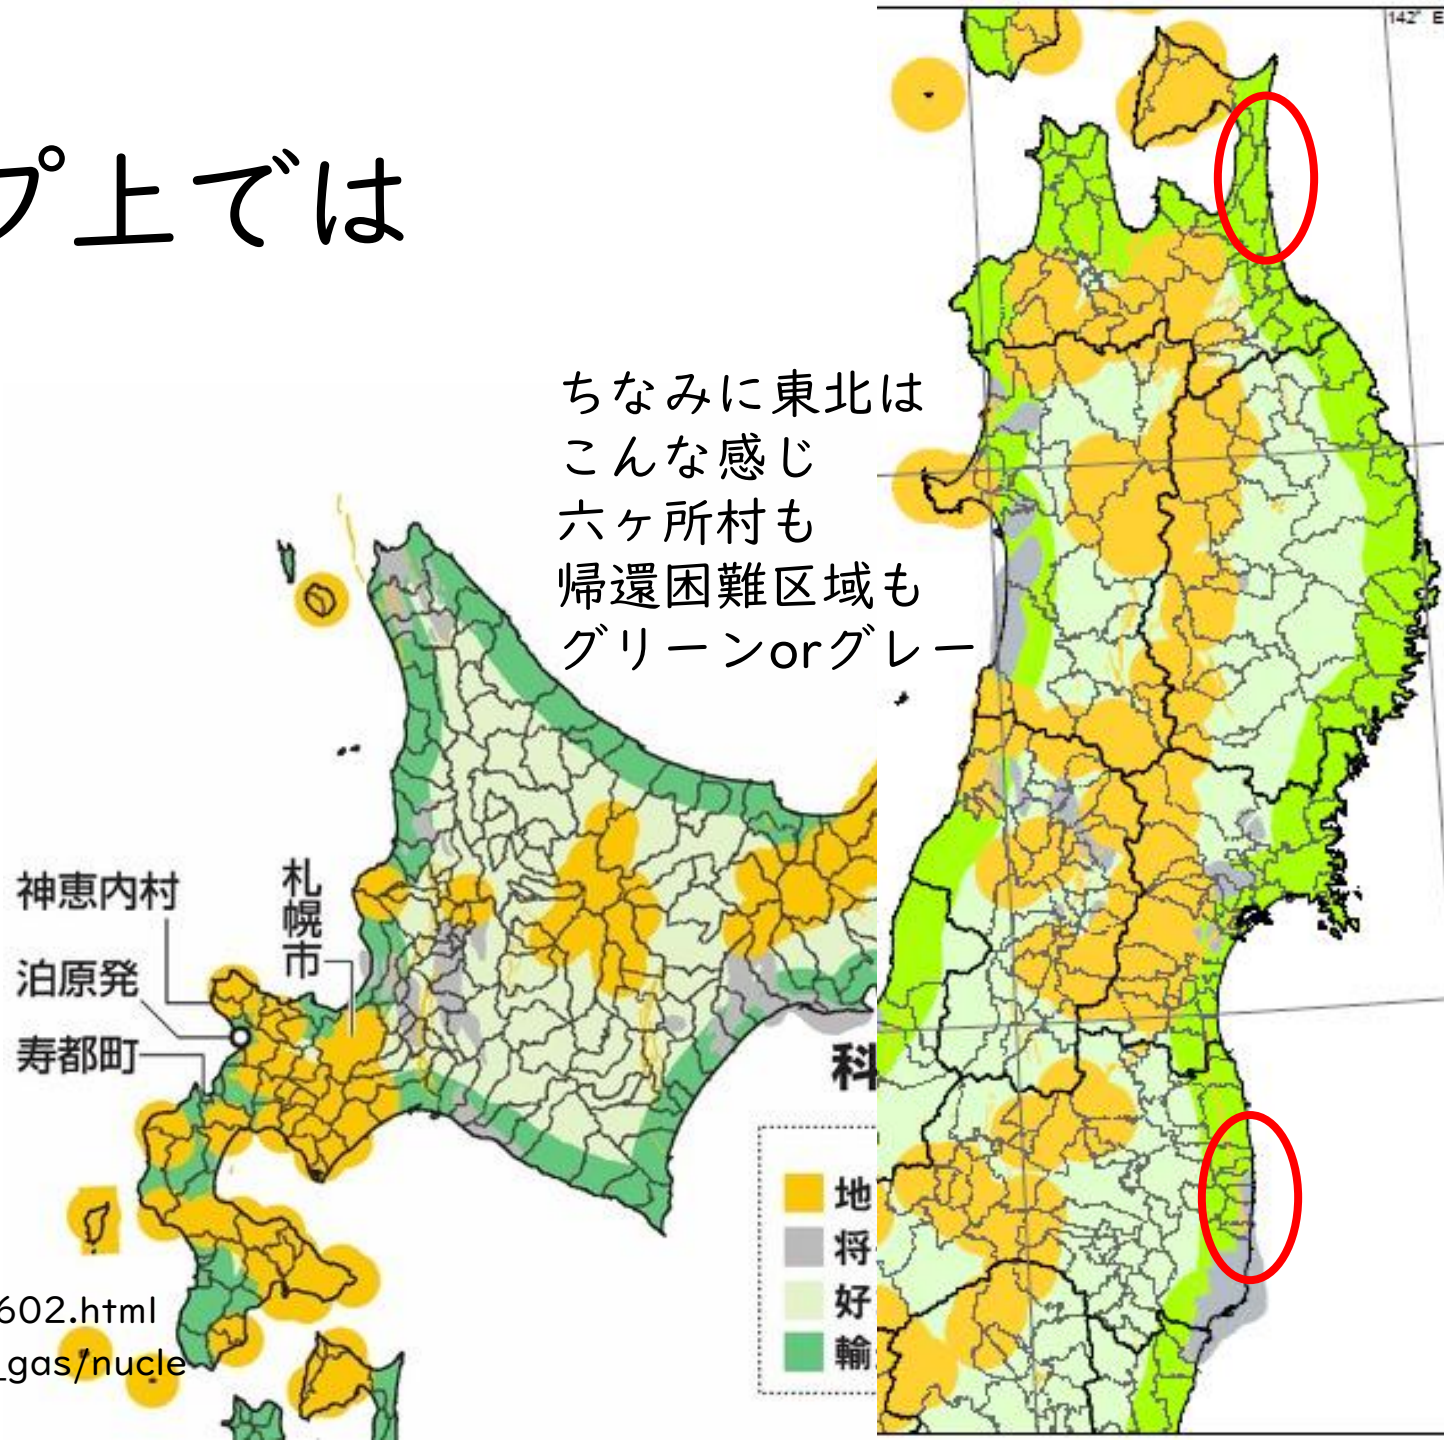 プ上では
142° E
ちなみに東北は
こんな感じ
六ヶ所村も
帰還困難区域も
グリーンorグレー
神恵内村
札幌市
泊原発
寿都町
科
地
将
好
輸
602.html
_gas/nucle